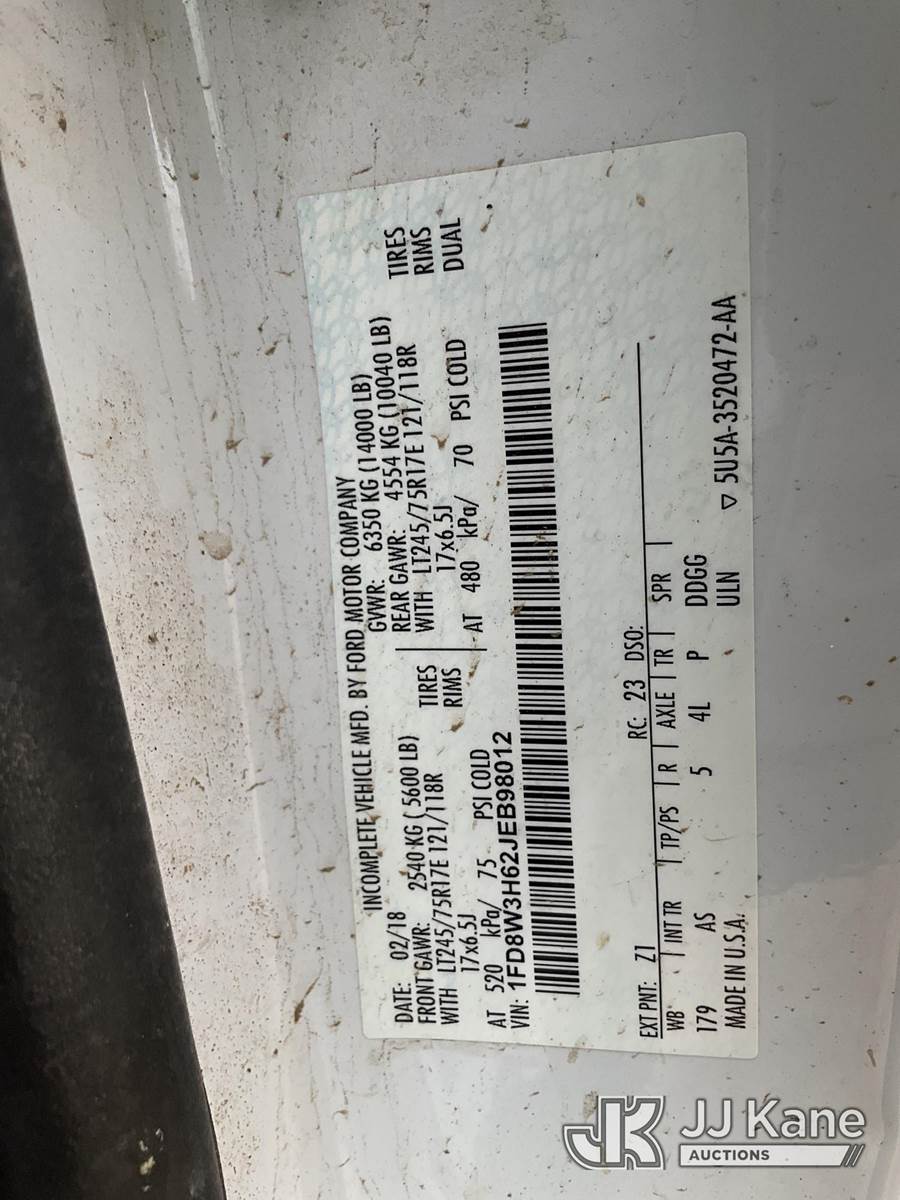 INCOMPLETE VEHICLE MFD. BY FORD MOTOR COMPANY
DATE: 02/18 GVWR: 6350 KG (14000 LB)
FRONT GAWR: 2540 KG ( 5600 LB) REAR GAWR: 4554 KG (10040 LB)
WITH LT245/75R17E 121/118R TIRES WITH LT245/75R17E 121/118R TIRES
17x6.5J RIMS 17x6.5J RIMS
AT 520 kPa/ 75 PSI COLD AT 480 kPa/ 70 PSI COLD DUAL
VIN: 1FD8W3H62JEB98012
EXT PNT: Z1 RC: 23 DSO:
WB INT TR TP/PS R AXLE TR SPR
179 AS 5 4L P DDGG
MADE IN U.S.A. ULN ▽ 5U5A-3520472-AA
JK JJ Kane
AUCTIONS